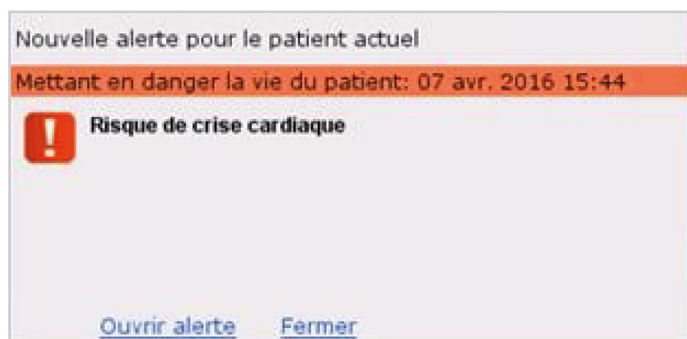 Nouvelle alerte pour le patient actuel
Mettant en danger la vie du patient: 07 avr. 2016 15:44
Risque de crise cardiaque
Ouvrir alerte Fermer